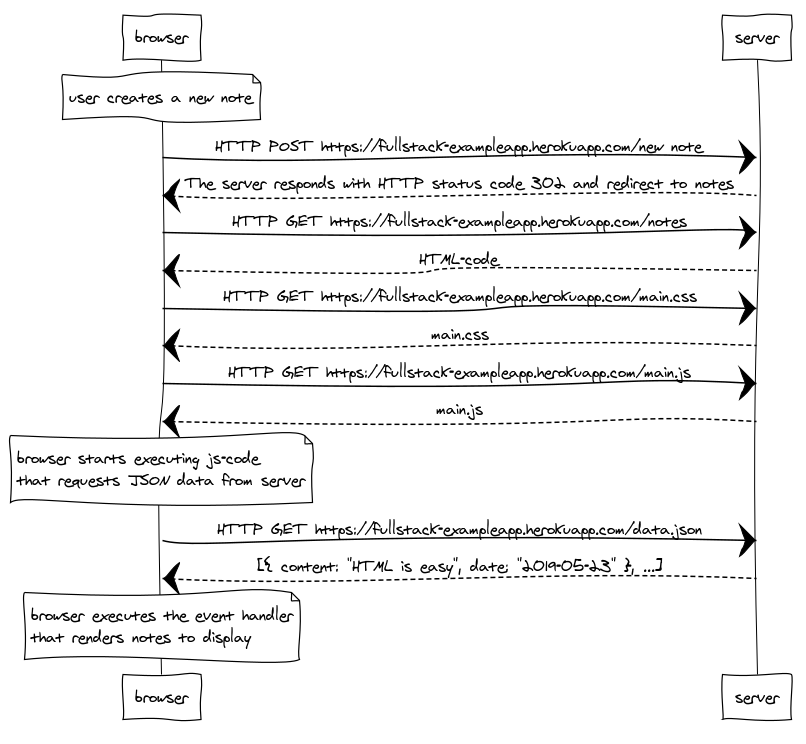 browser
server
user creates a new note
HTTP POST https://fullstack-exampleapp.herokuapp.com/new note
The server responds with HTTP status code 302 and redirect to notes
HTTP GET https://fullstack-exampleapp.herokuapp.com/notes
HTML-code
HTTP GET https://fullstack-exampleapp.herokuapp.com/main.css
main.css
HTTP GET https://fullstack-exampleapp.herokuapp.com/main.js
main.js
browser starts executing js-code
that requests JSON data from server
HTTP GET https://fullstack-exampleapp.herokuapp.com/data.json
[{ content: "HTML is easy", date: "2019-05-23" }, ...]
browser executes the event handler
that renders notes to display
browser
server